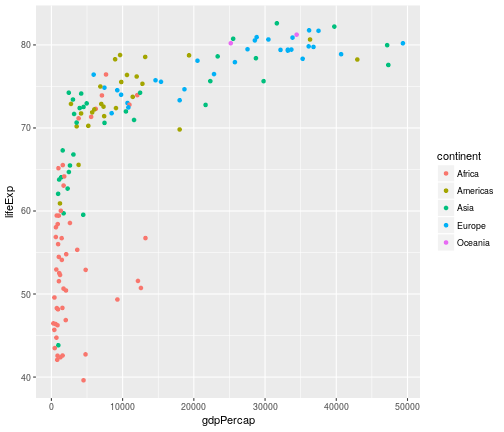 80
70
60
50
40
lifeExp
0
10000
20000
30000
40000
50000
gdpPercap
continent
Africa
Americas
Asia
Europe
Oceania